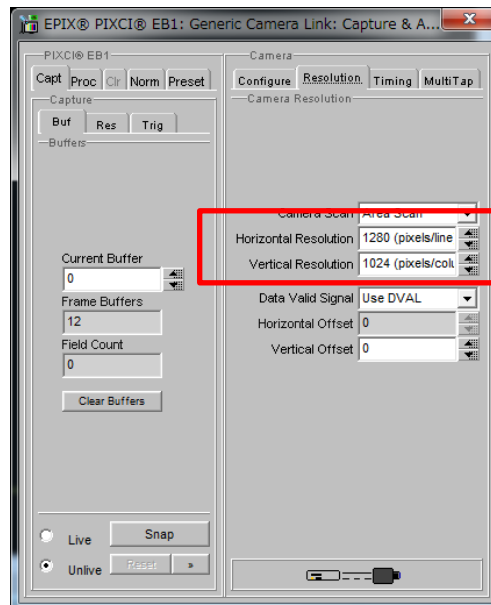 EPIX® PIXCI® EB1: Generic Camera Link: Capture & A...
PIXCI® EB1
Capt Proc Clr Norm Preset
Capture
Buf Res Trig
Buffers
Current Buffer
0
Frame Buffers
12
Field Count
0
Clear Buffers
Live Snap
Unlive Reset »
Camera
Configure Resolution Timing MultiTap
Camera Resolution
Camera Scan Area Scan
Horizontal Resolution 1280 (pixels/line
Vertical Resolution 1024 (pixels/colu
Data Valid Signal Use DVAL
Horizontal Offset 0
Vertical Offset 0